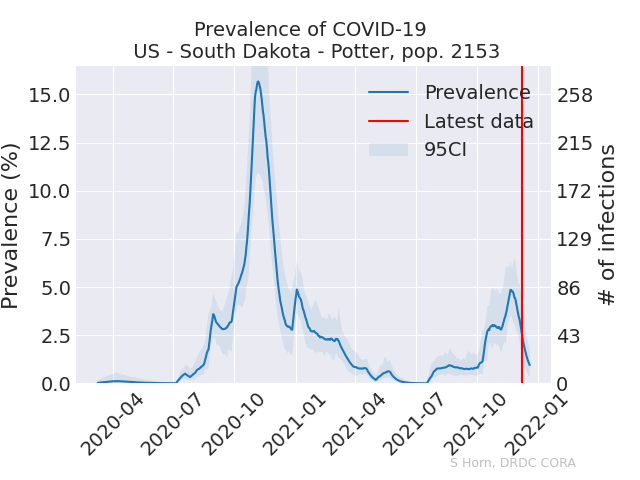 Prevalence of COVID-19
US - South Dakota - Potter, pop. 2153
Prevalence (%)
15.0
12.5
10.0
7.5
5.0
2.5
0.0
Prevalence
Latest data
95CI
258
215
172
129
86
43
0
# of infections
2020-04
2020-07
2020-10
2021-01
2021-04
2021-07
2021-10
2022-01
S Horn, DRDC CORA